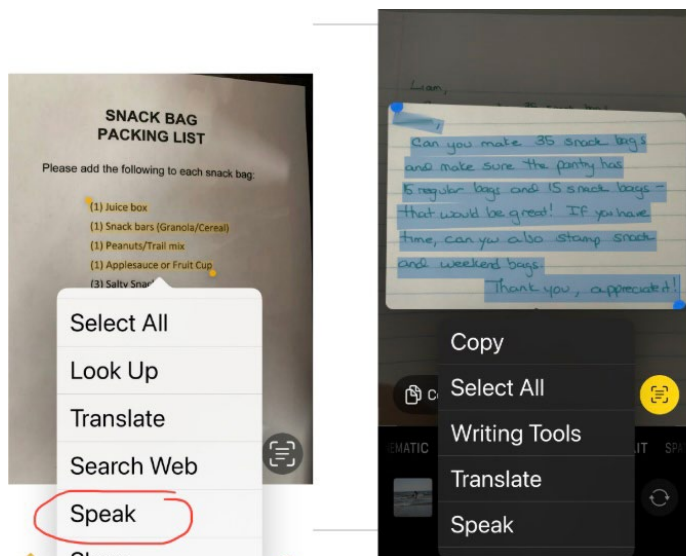 SNACK BAG
PACKING LIST
Please add the following to each snack bag:
(1) Juice box
(1) Snack bars (Granola/Cereal)
(1) Peanuts/Trail mix
(1) Applesauce or Fruit Cup
(3) Salty
Select All
Look Up
Translate
Search Web
Speak
Liam,
Can you make 35 snack bags
and make sure the pantry has
15 regular bags and 15 snack bags -
that would be great! If you have
time, can you also stamp snack
and weekend bags
Thank you, appreciated!
Copy
Select All
Writing Tools
Translate
Speak